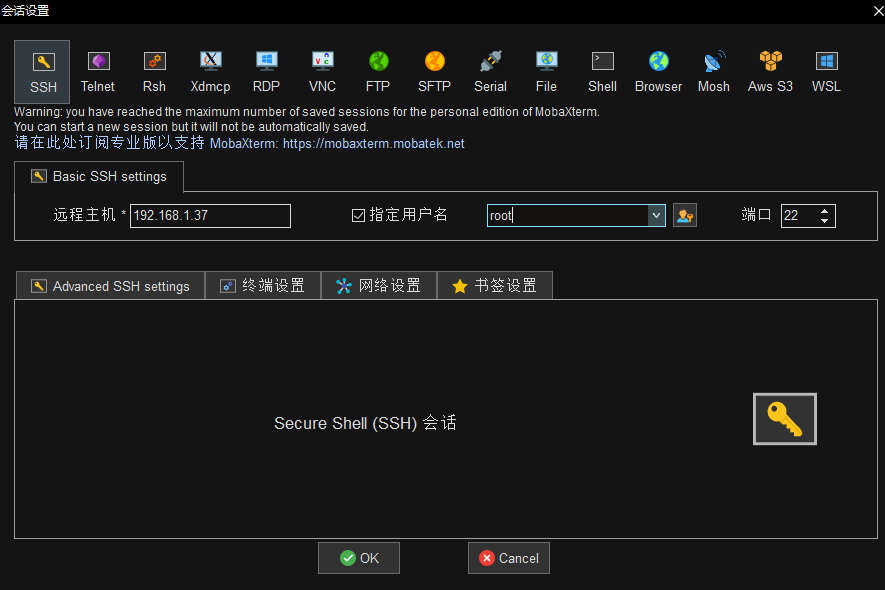 会话设置
SSH Telnet Rsh Xdmcp RDP VNC FTP SFTP Serial File Shell Browser Mosh Aws S3 WSL
Warning: you have reached the maximum number of saved sessions for the personal edition of MobaXterm.
You can start a new session but it will not be automatically saved.
请在此处订阅专业版以支持 MobaXterm: https://mobaxterm.mobatek.net
Basic SSH settings
远程主机 * 192.168.1.37 指定用户名 root 端口 22
Advanced SSH settings 终端设置 网络设置 书签设置
Secure Shell (SSH) 会话
OK Cancel